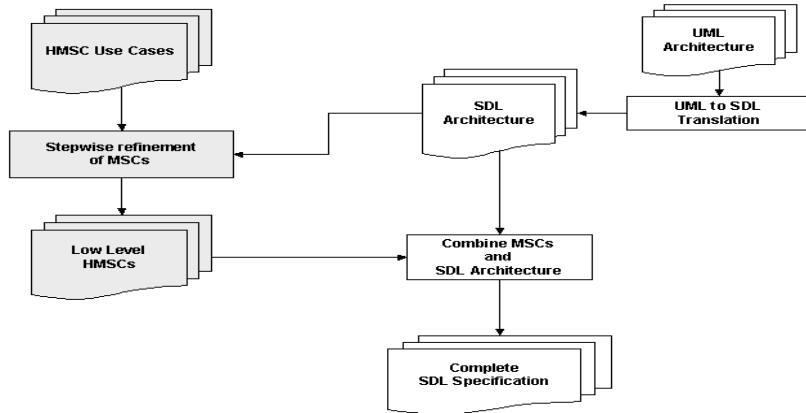 HMSC Use Cases
UML
Architecture
SDL
Architecture
UML to SDL
Translation
Stepwise refinement
of MSCs
Low Level
HMSCs
Combine MSCs
and
SDL Architecture
Complete
SDL Specification